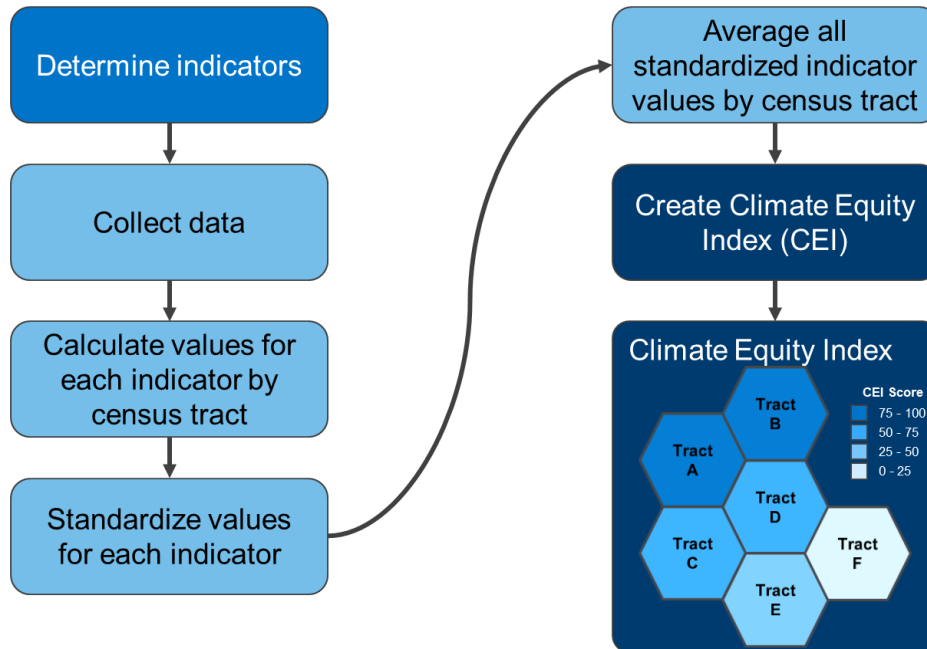 Determine indicators
Collect data
Calculate values for
each indicator by
census tract
Standardize values
for each indicator
Average all
standardized indicator
values by census tract
Create Climate Equity
Index (CEI)
Climate Equity Index
CEI Score
75 - 100
50 - 75
25 - 50
0 - 25
Tract
B
Tract
A
Tract
D
Tract
C
Tract
F
Tract
E